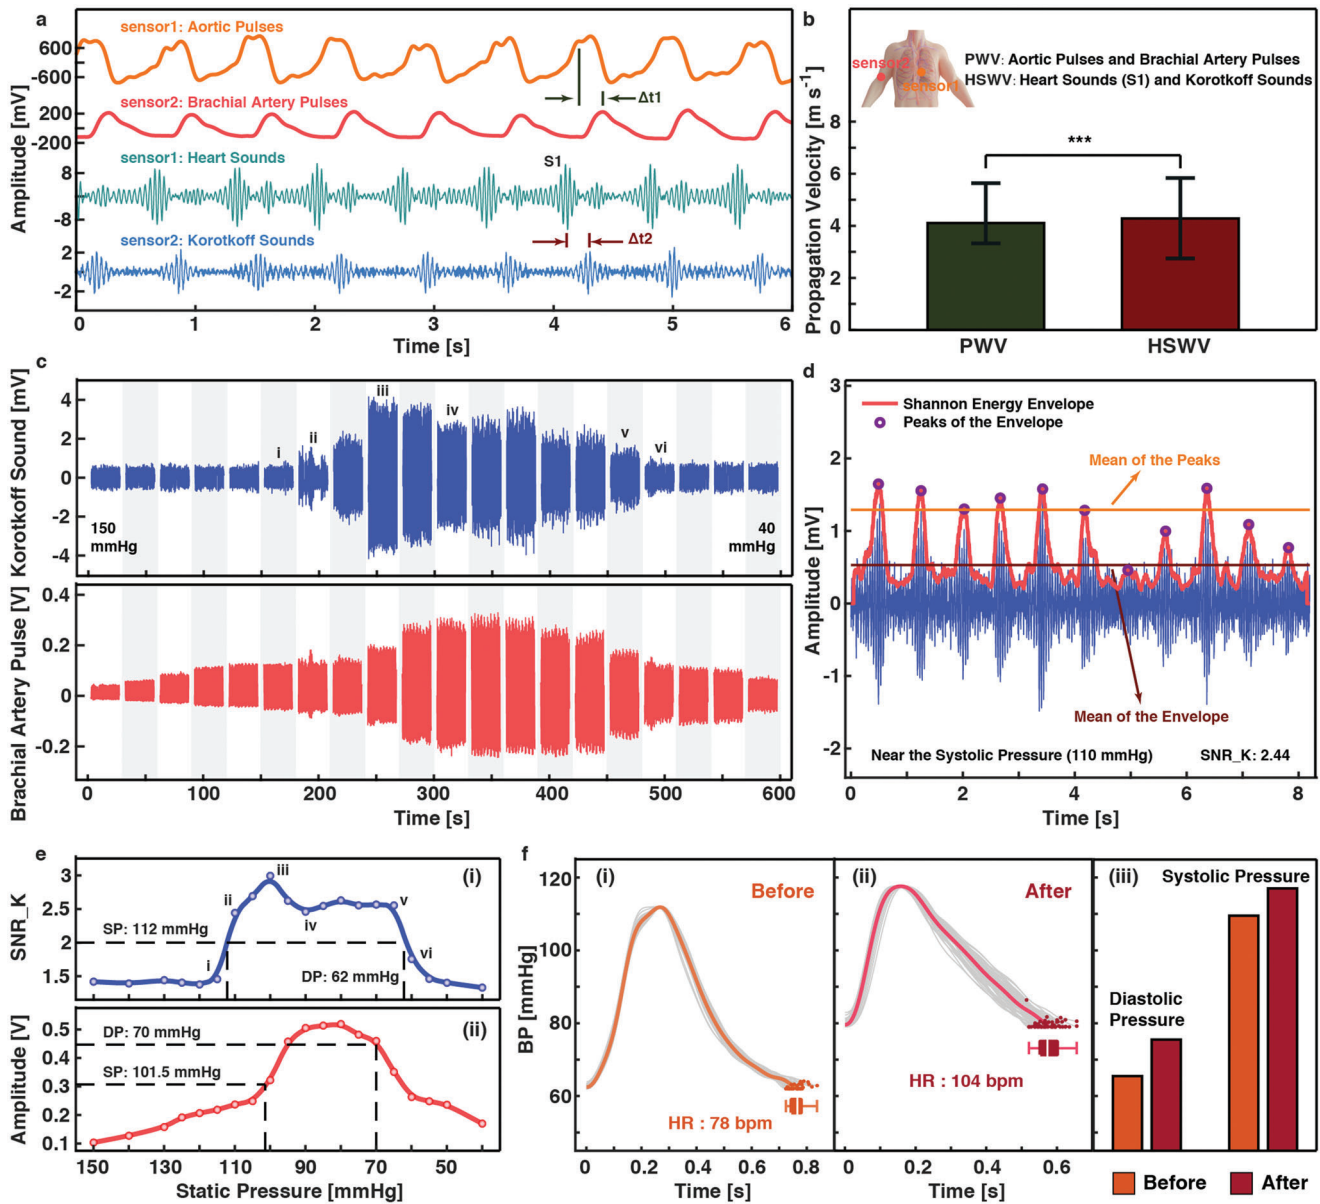 a
sensor1: Aortic Pulses
600
-600
Δt1
sensor2: Brachial Artery Pulses
200
-200
sensor1: Heart Sounds
S1
8
-8
sensor2: Korotkoff Sounds
Δt2
2
-2
Amplitude [mV]
0 1 2 3 4 5 6
Time [s]
b
sensor2
sensor1
PWV: Aortic Pulses and Brachial Artery Pulses
HSWV: Heart Sounds (S1) and Korotkoff Sounds
***
Propagation Velocity [m s⁻¹]
8
6
4
2
0
PWV HSWV
c
Korotkoff Sound [mV]
4
2
0
-2
-4
i ii iii iv v vi
150
mmHg
40
mmHg
Brachial Artery Pulse [V]
0.4
0.2
0
-0.2
0 100 200 300 400 500 600
Time [s]
d
Shannon Energy Envelope
Peaks of the Envelope
Mean of the Peaks
Mean of the Envelope
Near the Systolic Pressure (110 mmHg) SNR_K: 2.44
Amplitude [mV]
3
2
1
0
-1
-2
0 2 4 6 8
Time [s]
e
(i)
SNR_K
3
2.5
2
1.5
SP: 112 mmHg
DP: 62 mmHg
i ii iii iv v vi
(ii)
Amplitude [V]
0.5
0.4
0.3
0.2
0.1
DP: 70 mmHg
SP: 101.5 mmHg
150 130 110 90 70 50
Static Pressure [mmHg]
f
BP [mmHg]
120
100
80
60
(i)
Before
HR : 78 bpm
0 0.2 0.4 0.6 0.8
Time [s]
(ii)
After
HR : 104 bpm
0 0.2 0.4 0.6
Time [s]
(iii)
Systolic Pressure
Diastolic
Pressure
Before After